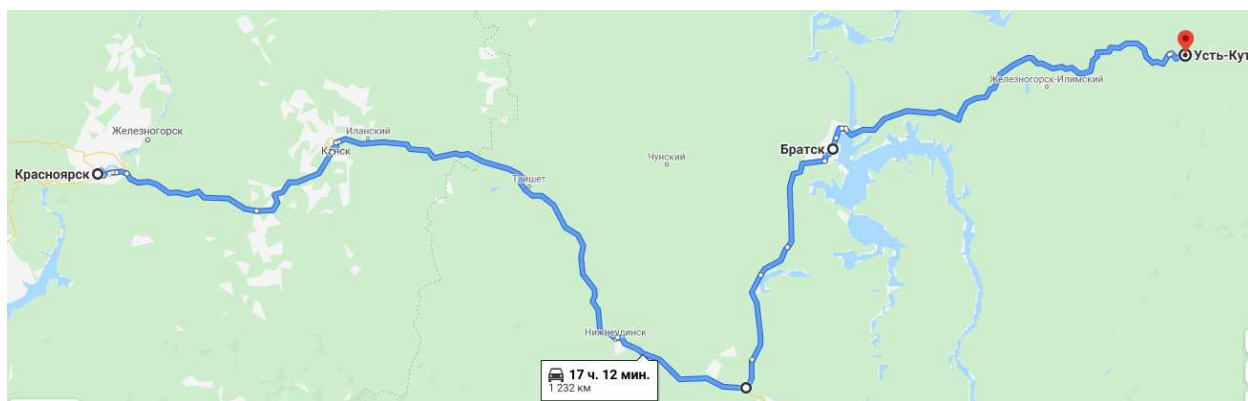 Усть-Кут
Железногорск-Илимский
Железногорск
Иланский
Канск
Братск
Чунский
Красноярск
Тайшет
Нижнеудинск
17 ч. 12 мин.
1 232 км